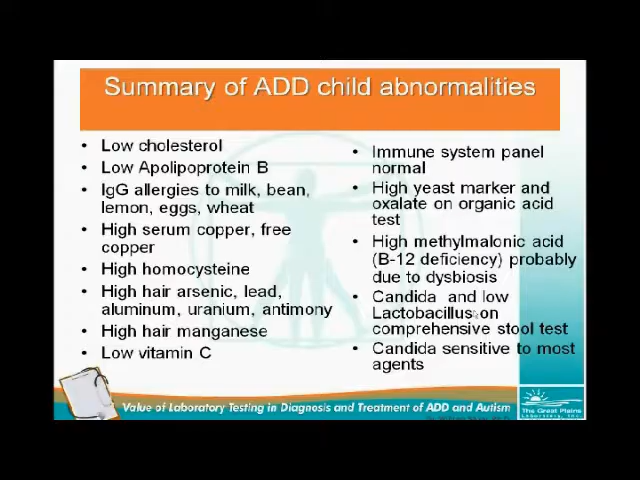 Summary of ADD child abnormalities
• Low cholesterol
• Low Apolipoprotein B
• IgG allergies to milk, bean,
lemon, eggs, wheat
• High serum copper, free
copper
• High homocysteine
• High hair arsenic, lead,
aluminum, uranium, antimony
• High hair manganese
• Low vitamin C
• Immune system panel
normal
• High yeast marker and
oxalate on organic acid
test
• High methylmalonic acid
(B-12 deficiency) probably
due to dysbiosis
• Candida and low
Lactobacillus on
comprehensive stool test
• Candida sensitive to most
agents
Value of Laboratory Testing in Diagnosis and Treatment of ADD and Autism
The Great Plains
Laboratory, Inc.